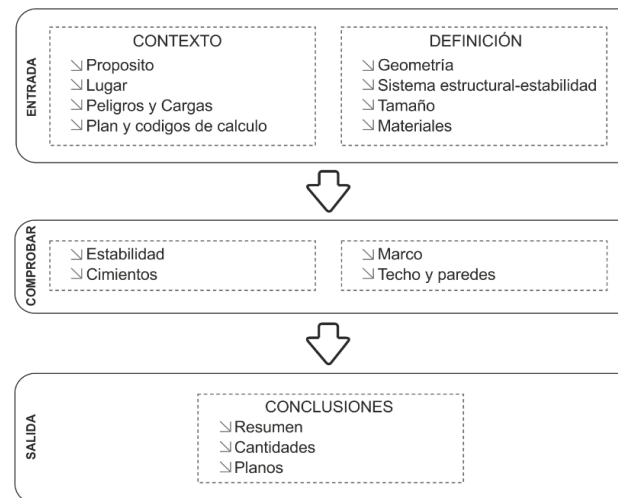 ENTRADA
CONTEXTO
Proposito
Lugar
Peligros y Cargas
Plan y codigos de calculo
DEFINICIÓN
Geometría
Sistema estructural-estabilidad
Tamaño
Materiales
COMPROBAR
Estabilidad
Cimientos
Marco
Techo y paredes
SALIDA
CONCLUSIONES
Resumen
Cantidades
Planos